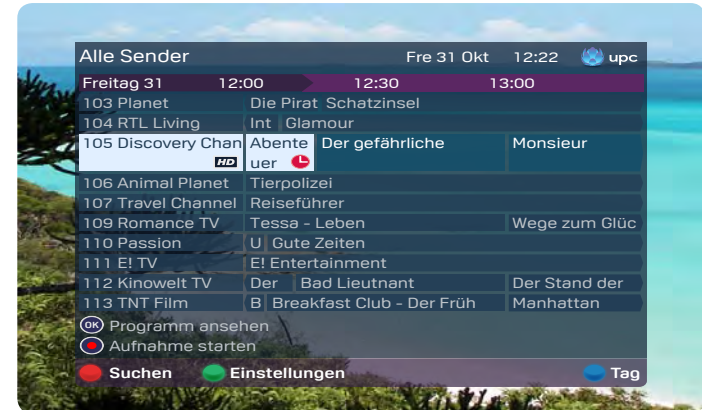 Alle Sender Fre 31 Okt 12:22 upc
Freitag 31 12:00 12:30 13:00
103 Planet Die Pirat Schatzinsel
104 RTL Living Int Glamour
105 Discovery Chan Abente Der gefährliche Monsieur
HD uer
106 Animal Planet Tierpolizei
107 Travel Channel Reiseführer
109 Romance TV Tessa - Leben Wege zum Glüc
110 Passion U Gute Zeiten
111 E! TV E! Entertainment
112 Kinowelt TV Der Bad Lieutnant Der Stand der
113 TNT Film B Breakfast Club - Der Früh Manhattan
OK Programm ansehen
Aufnahme starten
Suchen Einstellungen Tag